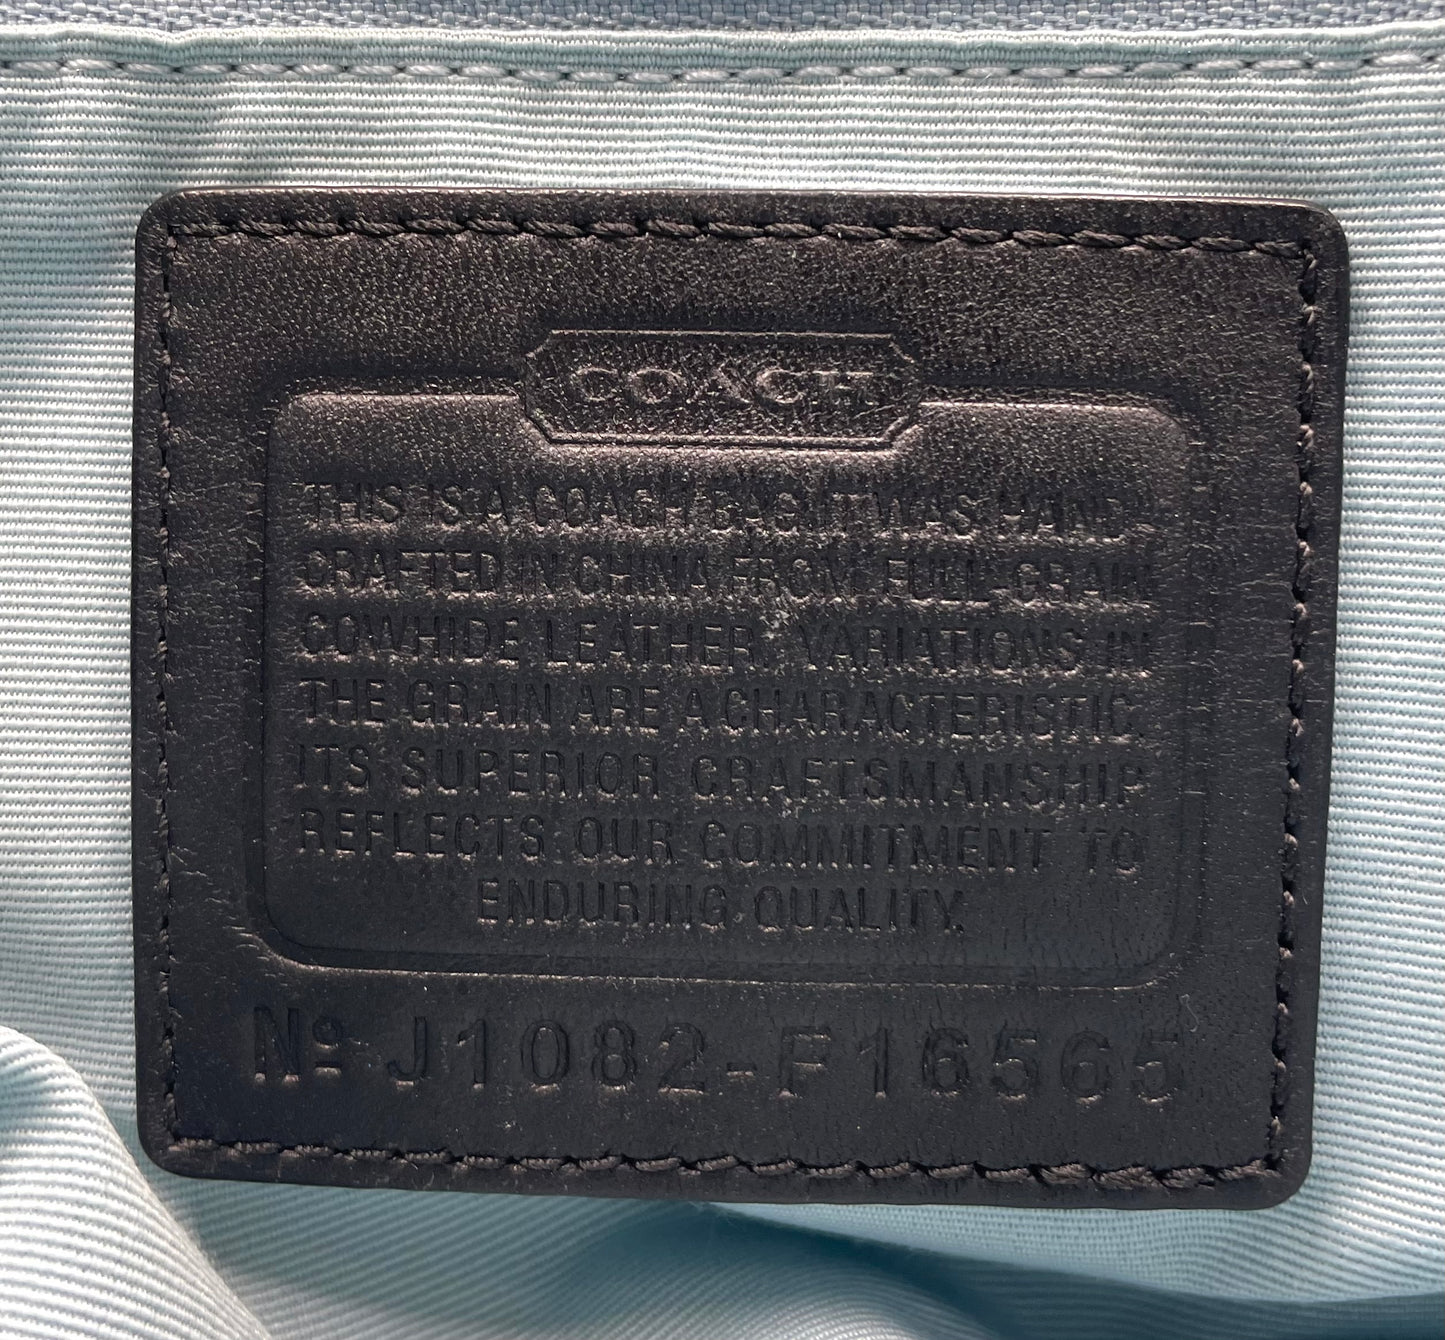 COACH
THIS IS A COACH BAG. IT WAS HAND-
CRAFTED IN CHINA FROM FULL-GRAIN
COWHIDE LEATHER. VARIATIONS IN
THE GRAIN ARE A CHARACTERISTIC.
ITS SUPERIOR CRAFTSMANSHIP
REFLECTS OUR COMMITMENT TO
ENDURING QUALITY.
Nº J1082-F16565